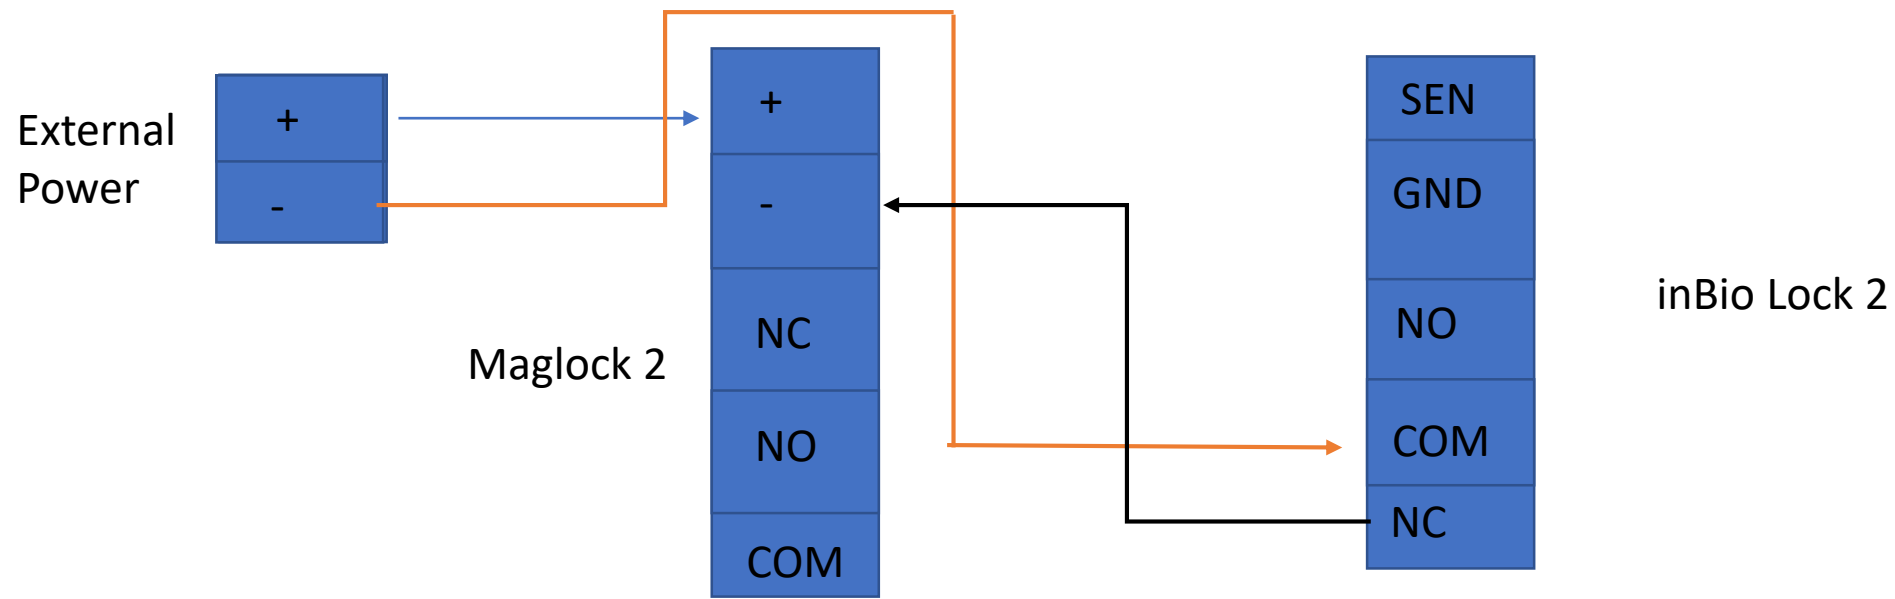 External
Power
+
-
Maglock 2
+
-
NC
NO
COM
SEN
GND
NO
COM
NC
inBio Lock 2